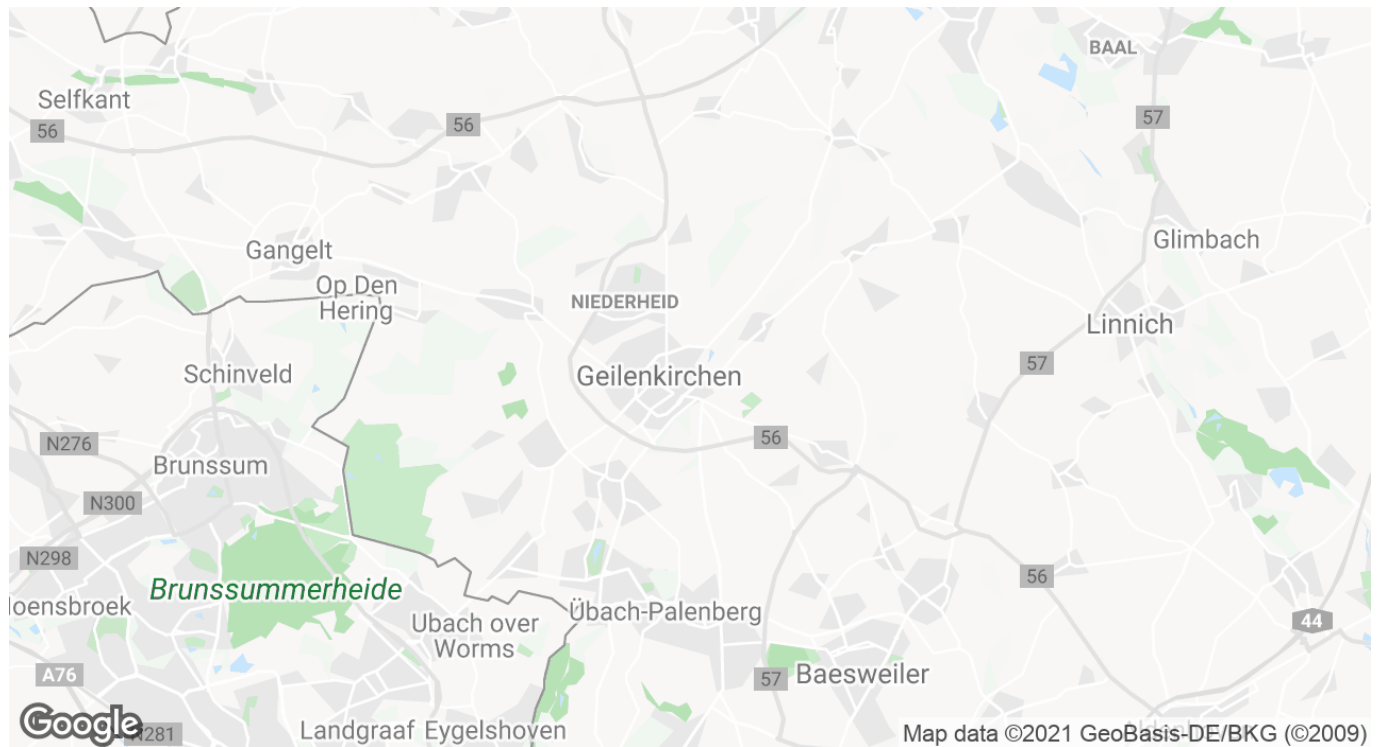 BAAL
Selfkant
56
56
57
Glimbach
Gangelt
Op Den
Hering
NIEDERHEID
Linnich
57
Schinveld
Geilenkirchen
56
N276
Brunssum
N300
N298
56
Brunssummerheide
loensbroek
Übach-Palenberg
Ubach over
Worms
44
A76
57
Baesweiler
Google
N281
Landgraaf Eygelshoven
Map data ©2021 GeoBasis-DE/BKG (©2009)